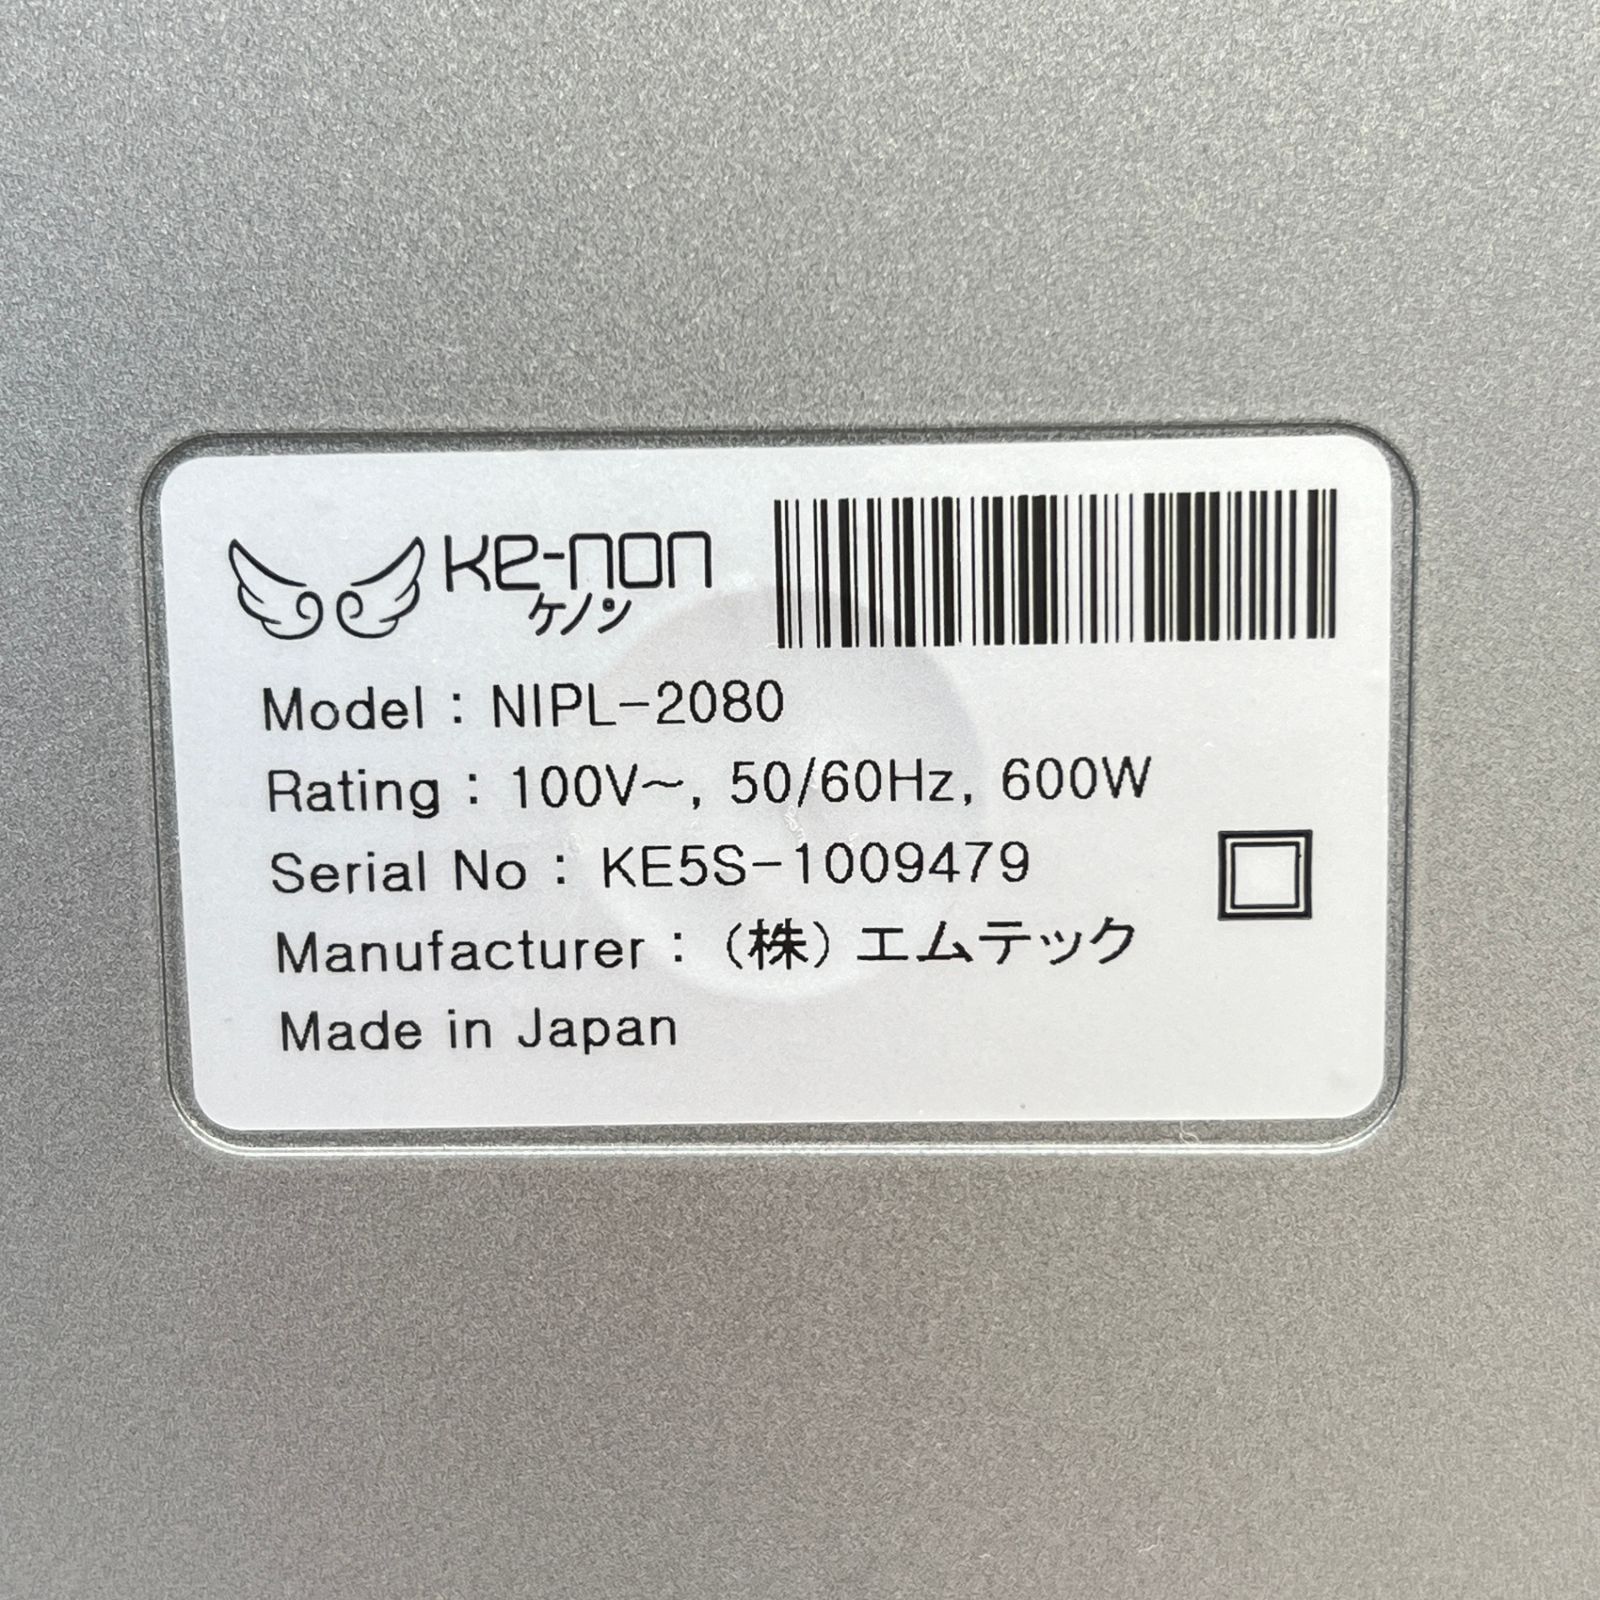 ke-non
ケノン
Model : NIPL-2080
Rating : 100V~, 50/60Hz, 600W
Serial No : KE5S-1009479
Manufacturer : (株) エムテック
Made in Japan